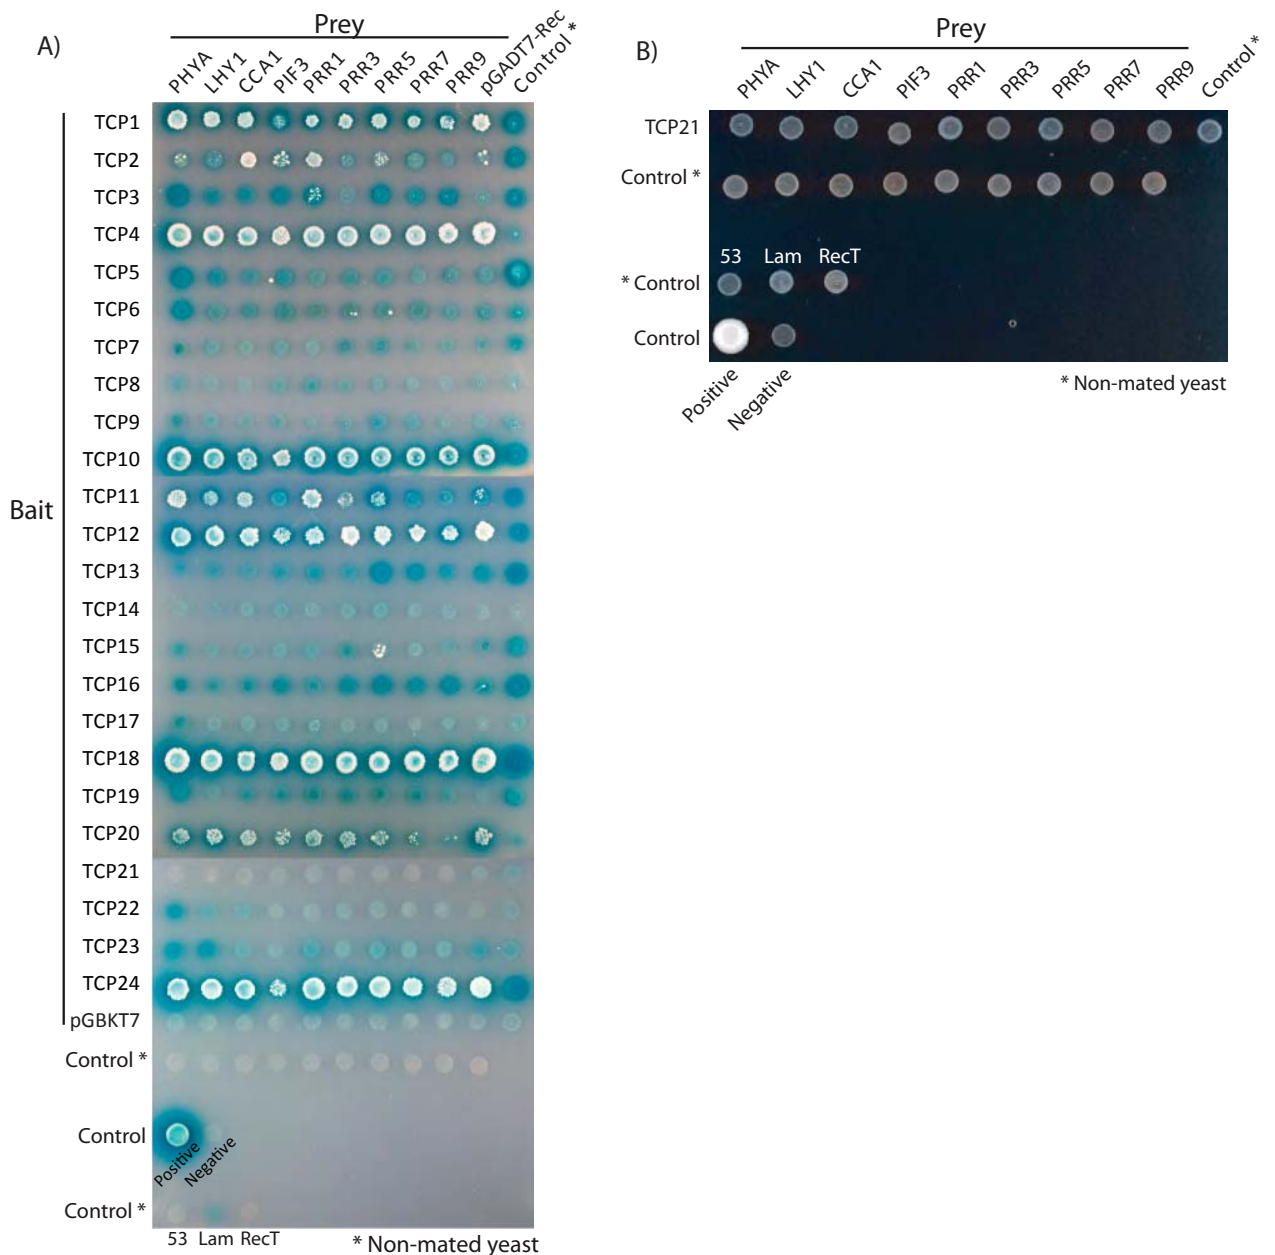 A)
Prey
PHYA LHY1 CCA1 PIF3 PRR1 PRR3 PRR5 PRR7 PRR9 pGADT7-Rec Control *
Bait
TCP1
TCP2
TCP3
TCP4
TCP5
TCP6
TCP7
TCP8
TCP9
TCP10
TCP11
TCP12
TCP13
TCP14
TCP15
TCP16
TCP17
TCP18
TCP19
TCP20
TCP21
TCP22
TCP23
TCP24
pGBKT7
Control *
Control
Positive Negative
Control *
53 Lam RecT
* Non-mated yeast
B)
Prey
PHYA LHY1 CCA1 PIF3 PRR1 PRR3 PRR5 PRR7 PRR9 Control *
TCP21
Control *
53 Lam RecT
* Control
Control
Positive Negative
* Non-mated yeast